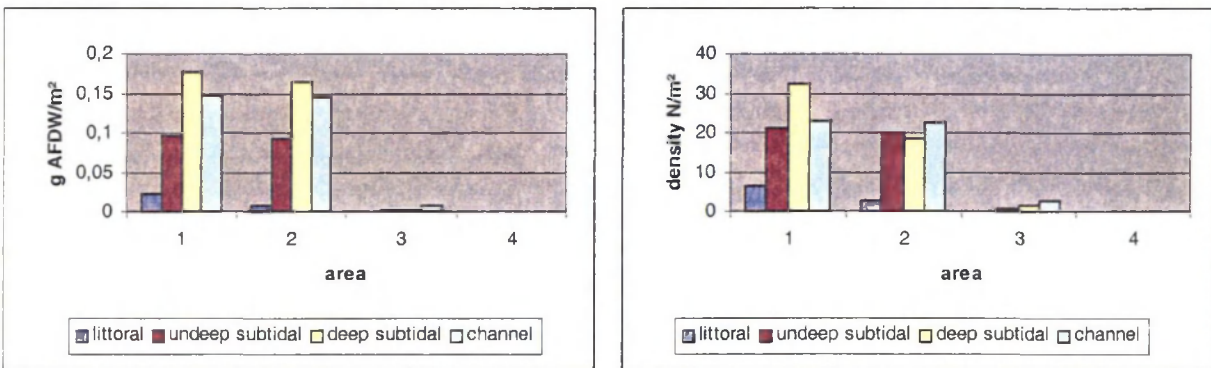 0,2
0,15
0,1
0,05
0
g AFDW/m²
1 2 3 4
area
littoral undeep subtidal deep subtidal channel
40
30
20
10
0
density N/m²
1 2 3 4
area
littoral undeep subtidal deep subtidal channel